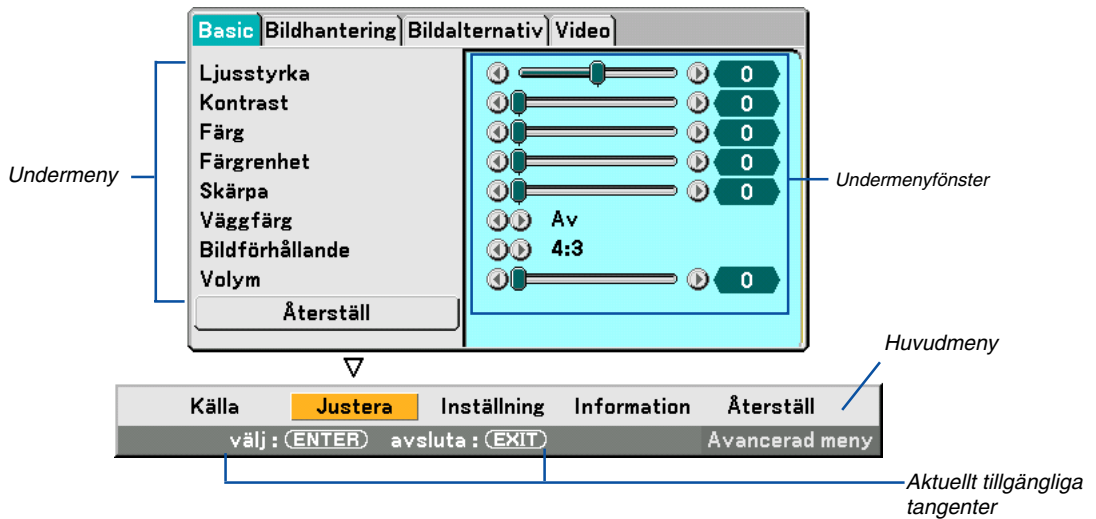 Basic Bildhantering Bildalternativ Video
Ljusstyrka 0
Kontrast 0
Färg 0
Färgrenhet 0
Skärpa 0
Väggfärg Av
Bildförhållande 4:3
Volym 0
Återställ
Undermeny
Undermenyfönster
Huvudmeny
Källa Justera Inställning Information Återställ
välj : ENTER avsluta : EXIT Avancerad meny
Aktuellt tillgängliga
tangenter